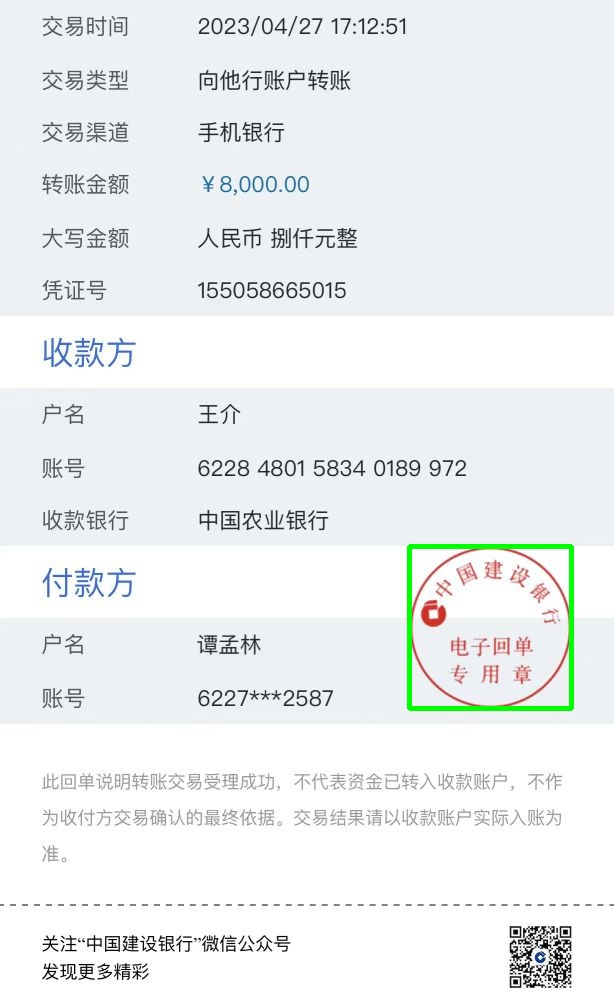 交易时间 2023/04/27 17:12:51
交易类型 向他行账户转账
交易渠道 手机银行
转账金额 ￥8,000.00
大写金额 人民币 捌仟元整
凭证号 155058665015
收款方
户名 王介
账号 6228 4801 5834 0189 972
收款银行 中国农业银行
付款方
中国建设银行
户名 谭孟林
电子回单
专用章
账号 6227***2587
此回单说明转账交易受理成功，不代表资金已转入收款账户，不作
为收付方交易确认的最终依据。交易结果请以收款账户实际入账为
准。
关注“中国建设银行”微信公众号
发现更多精彩